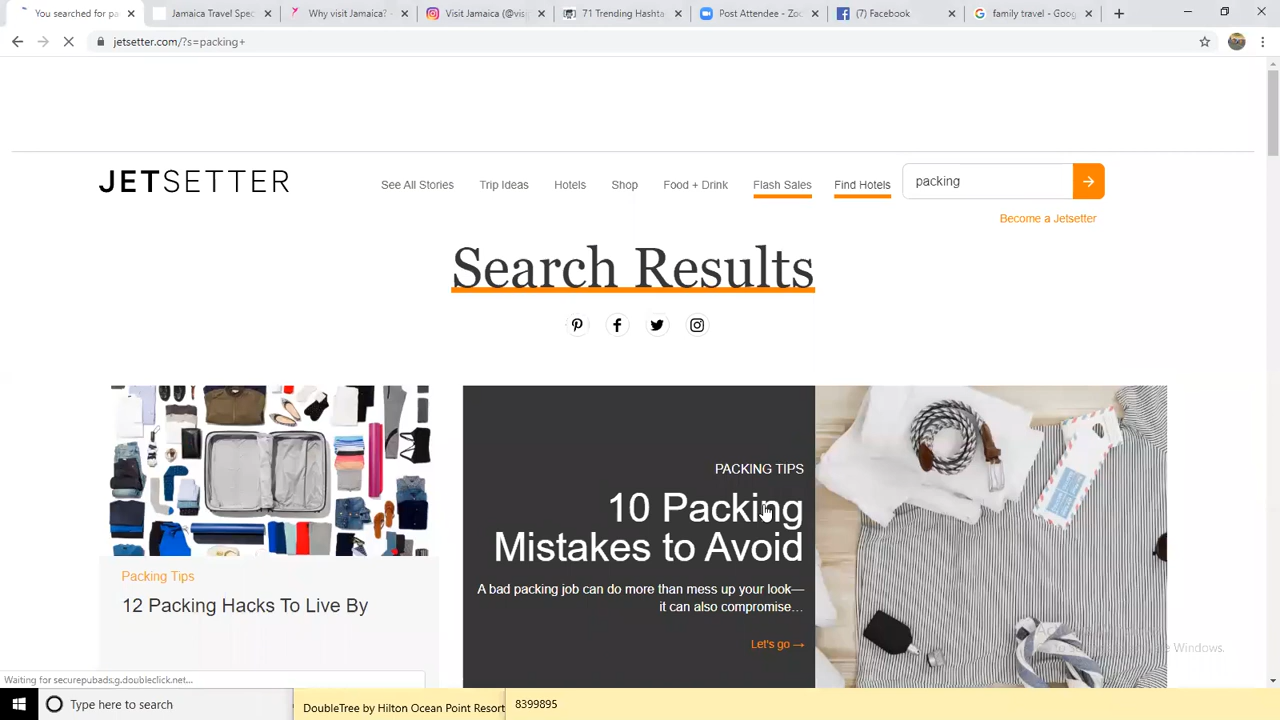 You searched for pa
Jamaica Travel Spec
Why visit Jamaica? -
Visit Jamaica (@visi
71 Trending Hashta
Post Attendee - Zoo
(7) Facebook
family travel - Goog
jetsetter.com/?s=packing+
JETSETTER
See All Stories
Trip Ideas
Hotels
Shop
Food + Drink
Flash Sales
Find Hotels
packing
Become a Jetsetter
Search Results
PACKING TIPS
10 Packing
Mistakes to Avoid
A bad packing job can do more than mess up your look—
it can also compromise…
Let's go →
Packing Tips
12 Packing Hacks To Live By
Waiting for securepubads.g.doubleclick.net...
Type here to search
DoubleTree by Hilton Ocean Point Resort
8399895